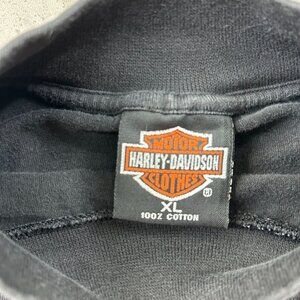 MOTOR
HARLEY-DAVIDSON
CLOTHES
®
XL
100% COTTON